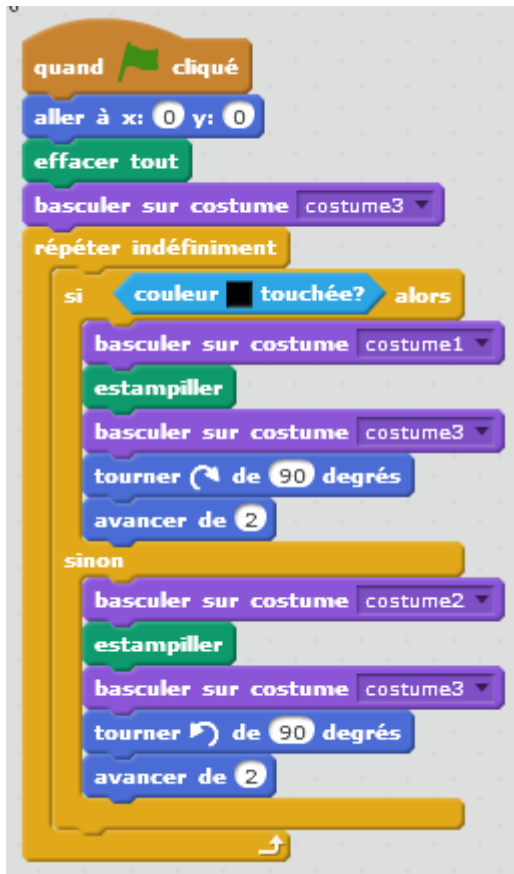 quand cliqué
aller à x: 0 y: 0
effacer tout
basculer sur costume costume3
répéter indéfiniment
si couleur touchée? alors
basculer sur costume costume1
estampiller
basculer sur costume costume3
tourner de 90 degrés
avancer de 2
sinon
basculer sur costume costume2
estampiller
basculer sur costume costume3
tourner de 90 degrés
avancer de 2